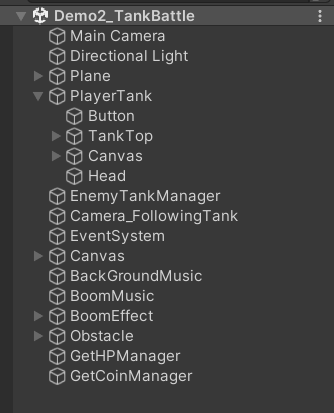 Demo2_TankBattle
Main Camera
Directional Light
Plane
PlayerTank
Button
TankTop
Canvas
Head
EnemyTankManager
Camera_FollowingTank
EventSystem
Canvas
BackGroundMusic
BoomMusic
BoomEffect
Obstacle
GetHPManager
GetCoinManager